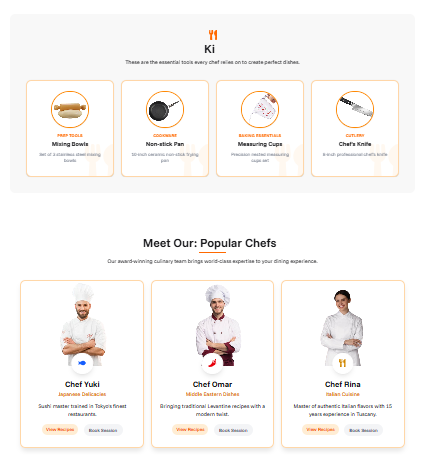 Ki
These are the essential tools every chef relies on to create perfect dishes.
PREP TOOLS
Mixing Bowls
Set of 3 stainless steel mixing
bowls
COOKWARE
Non-stick Pan
10-inch ceramic non-stick frying
pan
BAKING ESSENTIALS
Measuring Cups
Precision nested measuring
cups set
CUTLERY
Chef's Knife
8-inch professional chef's knife
Meet Our: Popular Chefs
Our award-winning culinary team brings world-class expertise to your dining experience.
Chef Yuki
Japanese Delicacies
Sushi master trained in Tokyo's finest
restaurants.
View Recipes
Book Session
Chef Omar
Middle Eastern Dishes
Bringing traditional Levantine recipes with a
modern twist.
View Recipes
Book Session
Chef Rina
Italian Cuisine
Master of authentic Italian flavors with 15
years experience in Tuscany.
View Recipes
Book Session